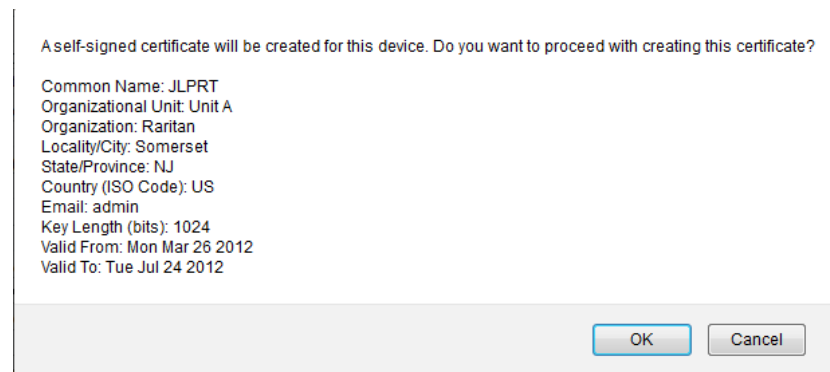 A self-signed certificate will be created for this device. Do you want to proceed with creating this certificate?
Common Name: JLPRT
Organizational Unit: Unit A
Organization: Raritan
Locality/City: Somerset
State/Province: NJ
Country (ISO Code): US
Email: admin
Key Length (bits): 1024
Valid From: Mon Mar 26 2012
Valid To: Tue Jul 24 2012
OK
Cancel